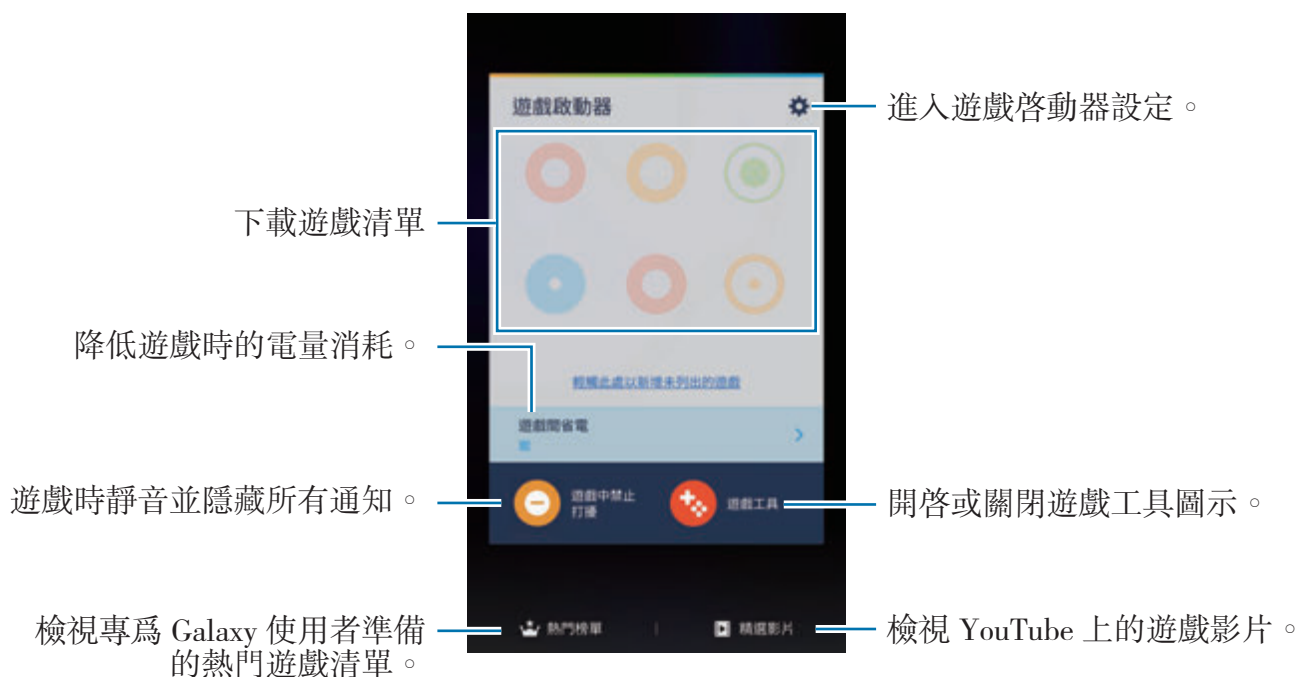 遊戲啟動器
進入遊戲啓動器設定。
下載遊戲清單
降低遊戲時的電量消耗。
輕觸此處以新增未列出的遊戲
遊戲間省電
關
遊戲時靜音並隱藏所有通知。
遊戲中禁止
打擾
遊戲工具
開啓或關閉遊戲工具圖示。
檢視專爲 Galaxy 使用者準備
的熱門遊戲清單。
熱門榜單
精選影片
檢視 YouTube 上的遊戲影片。